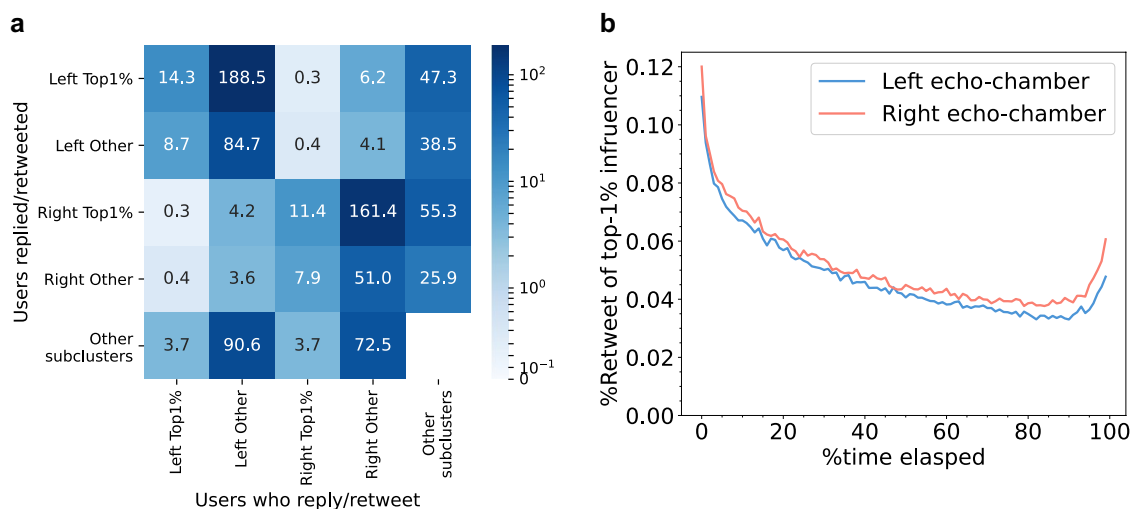 a
Users replied/retweeted
Left Top1%
Left Other
Right Top1%
Right Other
Other
subclusters
14.3 188.5 0.3 6.2 47.3
8.7 84.7 0.4 4.1 38.5
0.3 4.2 11.4 161.4 55.3
0.4 3.6 7.9 51.0 25.9
3.7 90.6 3.7 72.5
Left Top1%
Left Other
Right Top1%
Right Other
Other
subclusters
Users who reply/retweet
10²
10¹
10⁰
10⁻¹
0
b
%Retweet of top-1% infruencer
0.12
0.10
0.08
0.06
0.04
0.02
0.00
Left echo-chamber
Right echo-chamber
0 20 40 60 80 100
%time elasped